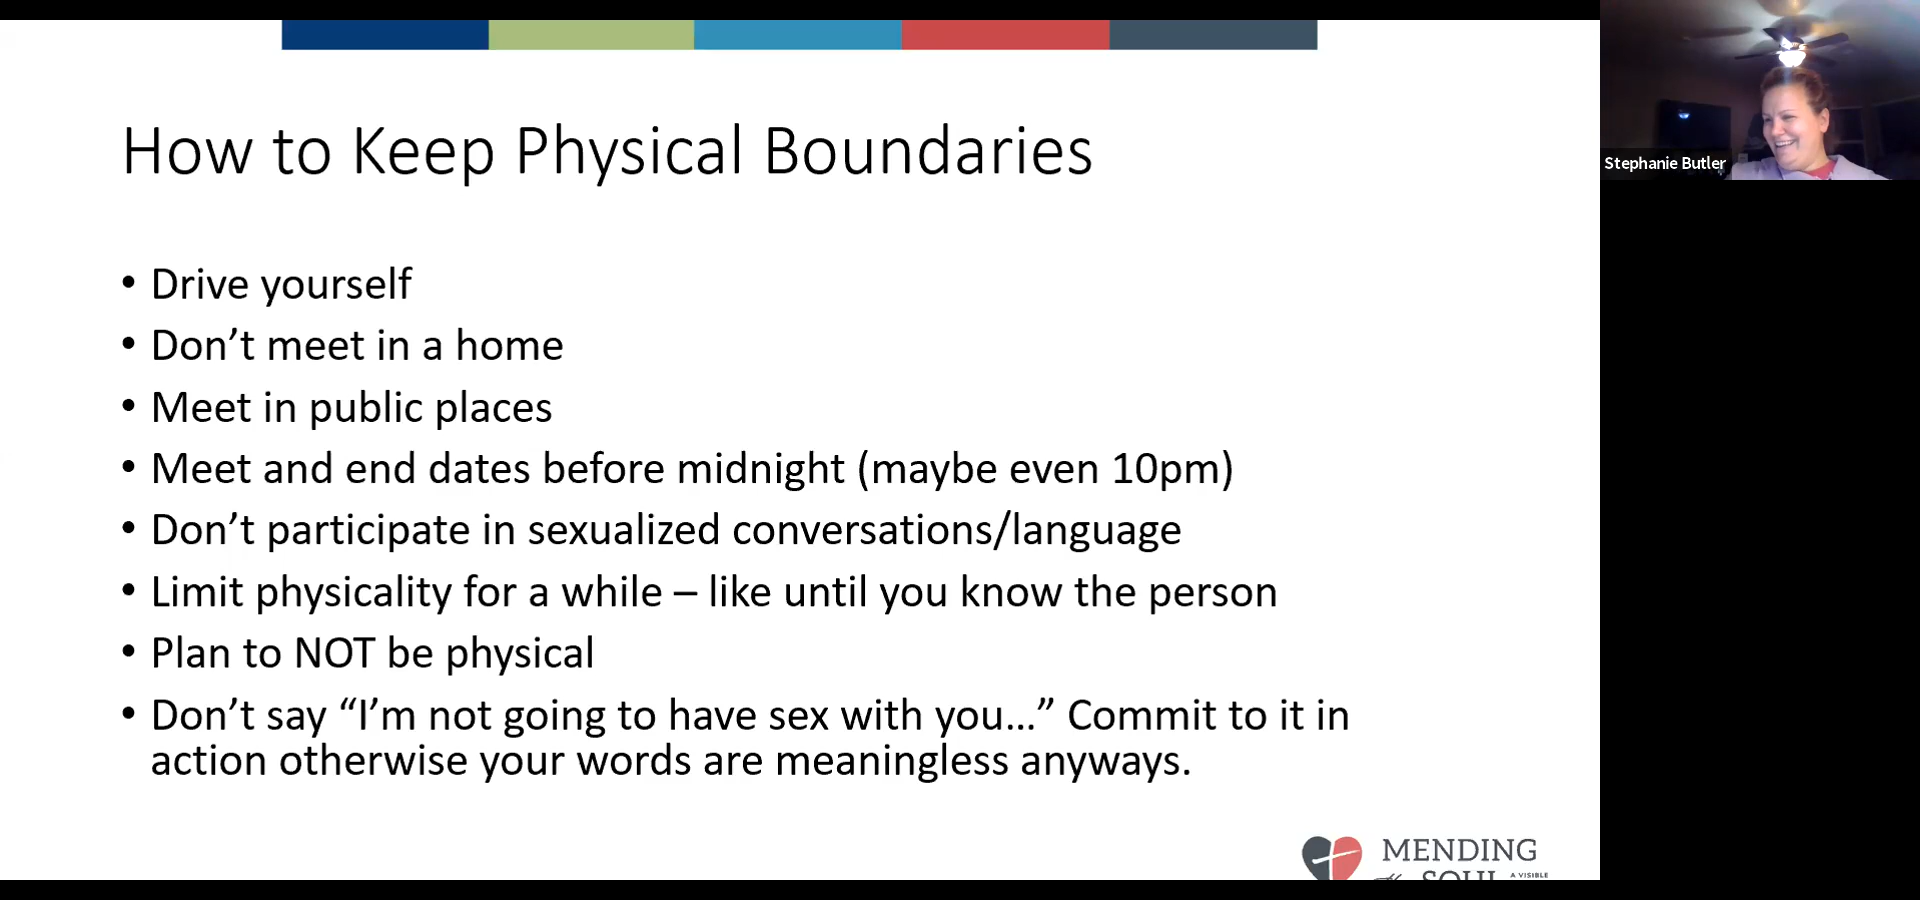 How to Keep Physical Boundaries
• Drive yourself
• Don’t meet in a home
• Meet in public places
• Meet and end dates before midnight (maybe even 10pm)
• Don’t participate in sexualized conversations/language
• Limit physicality for a while – like until you know the person
• Plan to NOT be physical
• Don’t say “I’m not going to have sex with you…” Commit to it in
action otherwise your words are meaningless anyways.
MENDING
the SOUL A VISIBLE
Stephanie Butler